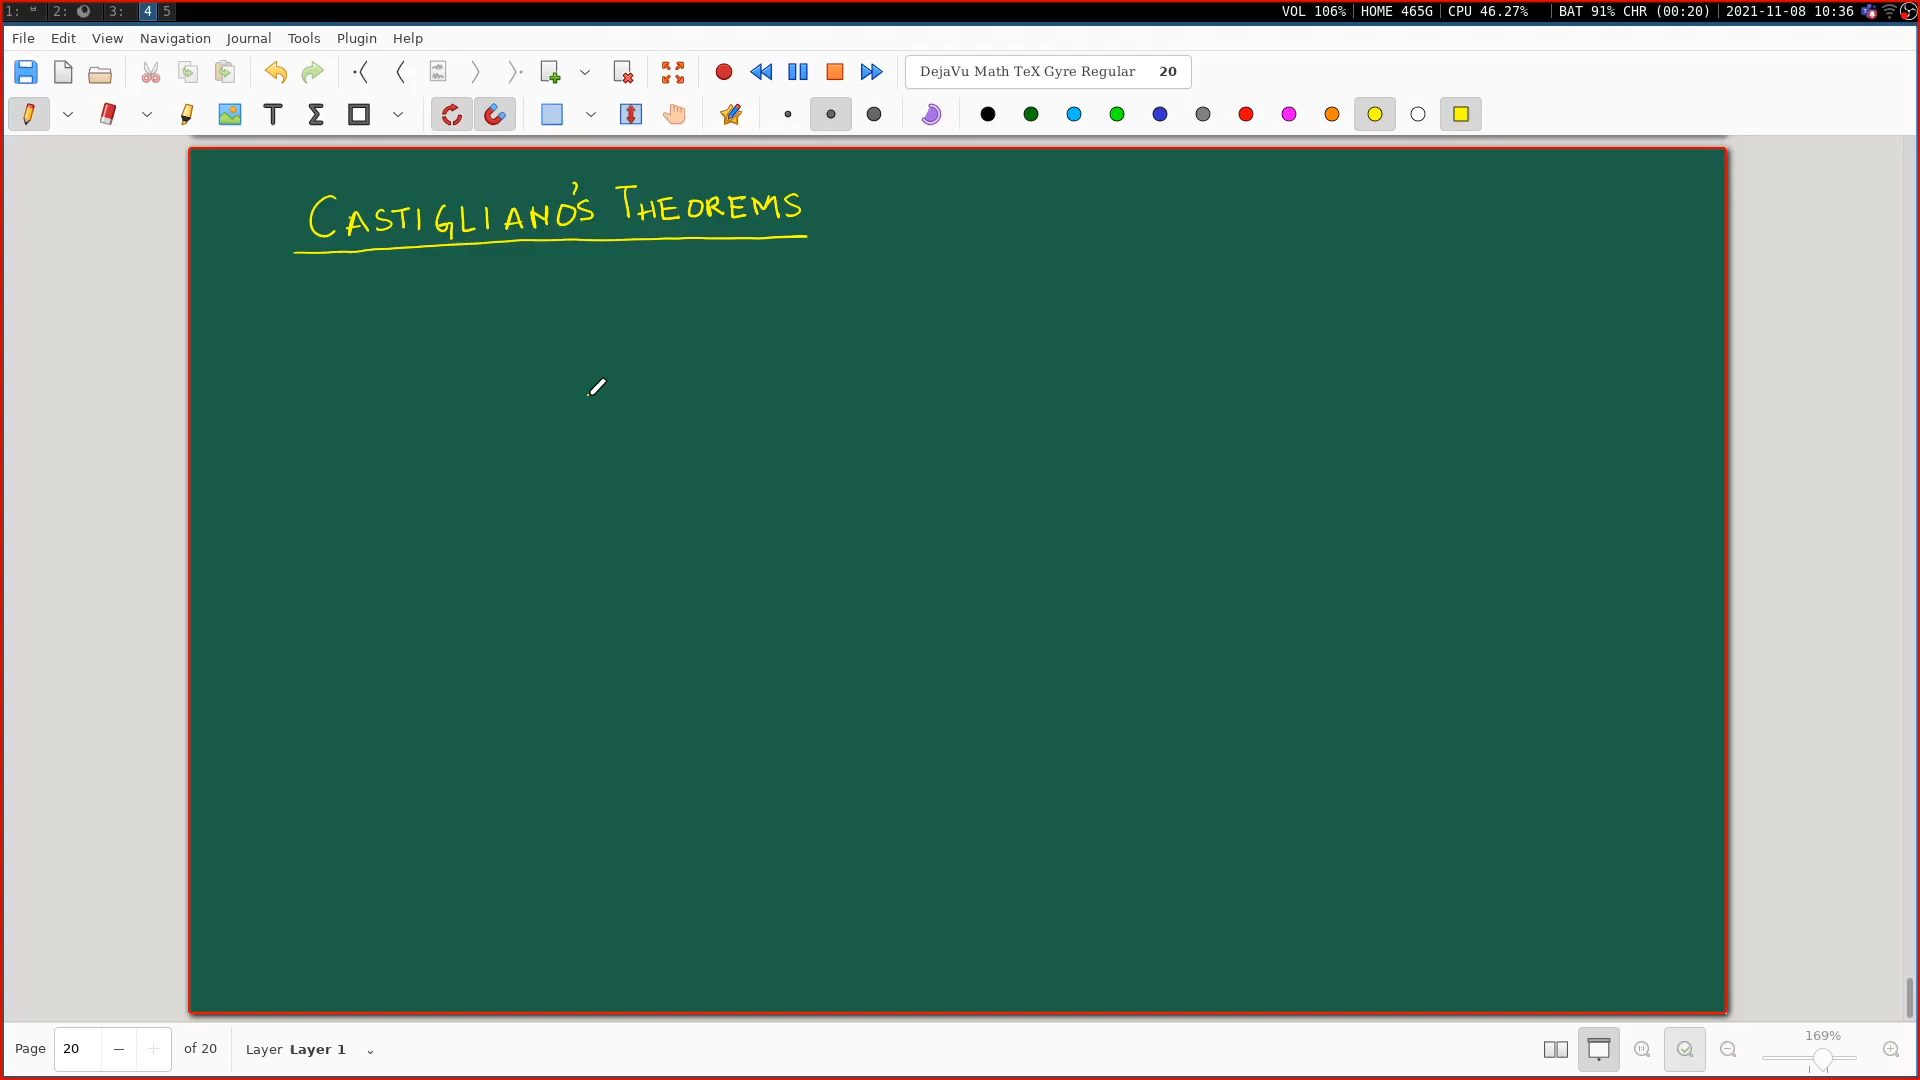 1: 2: 3: 4 5 VOL 106% HOME 465G CPU 46.27% BAT 91% CHR (00:20) 2021-11-08 10:36
File Edit View Navigation Journal Tools Plugin Help
DejaVu Math TeX Gyre Regular 20
CASTIGLIANO'S THEOREMS
Page 20 of 20 Layer Layer 1 169%